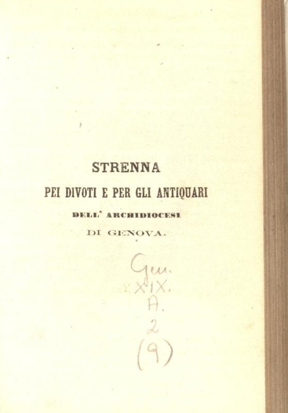 STRENNA
PEI DIVOTI E PER GLI ANTIQUARI
DELL' ARCHIDIOCESI
DI GENOVA.
Gen.
XIX.
A.
2
(9)